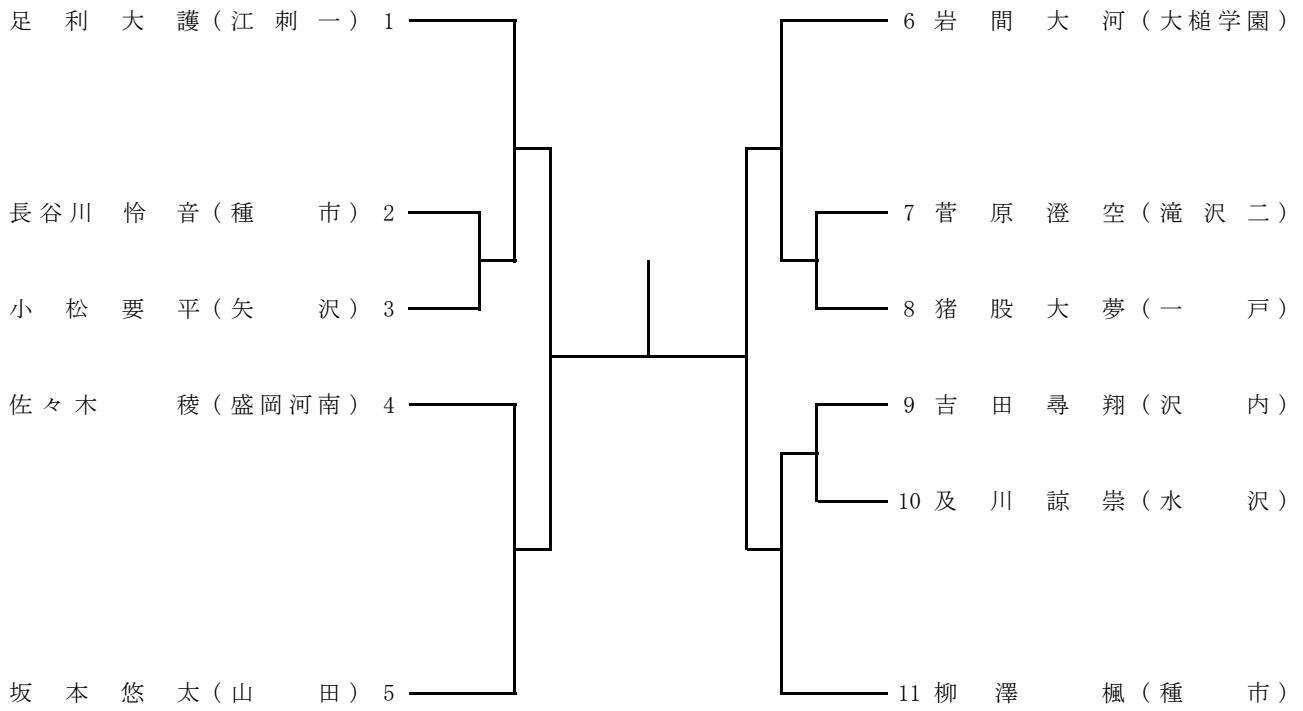 足利大護(江刺一) 1
長谷川怜音(種市) 2
小松要平(矢沢) 3
佐々木稜(盛岡河南) 4
坂本悠太(山田) 5
6 岩間大河(大槌学園)
7 菅原澄空(滝沢二)
8 猪股大夢(一戸)
9 吉田尋翔(沢内)
10 及川諒崇(水沢)
11 柳澤楓(種市)